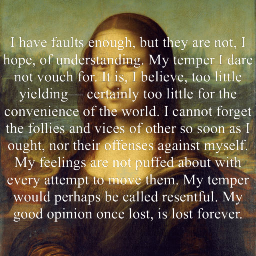 I have faults enough, but they are not, I
hope, of understanding. My temper I dare
not vouch for. It is, I believe, too little
yielding— certainly too little for the
convenience of the world. I cannot forget
the follies and vices of other so soon as I
ought, nor their offenses against myself.
My feelings are not puffed about with
every attempt to move them. My temper
would perhaps be called resentful. My
good opinion once lost, is lost forever.